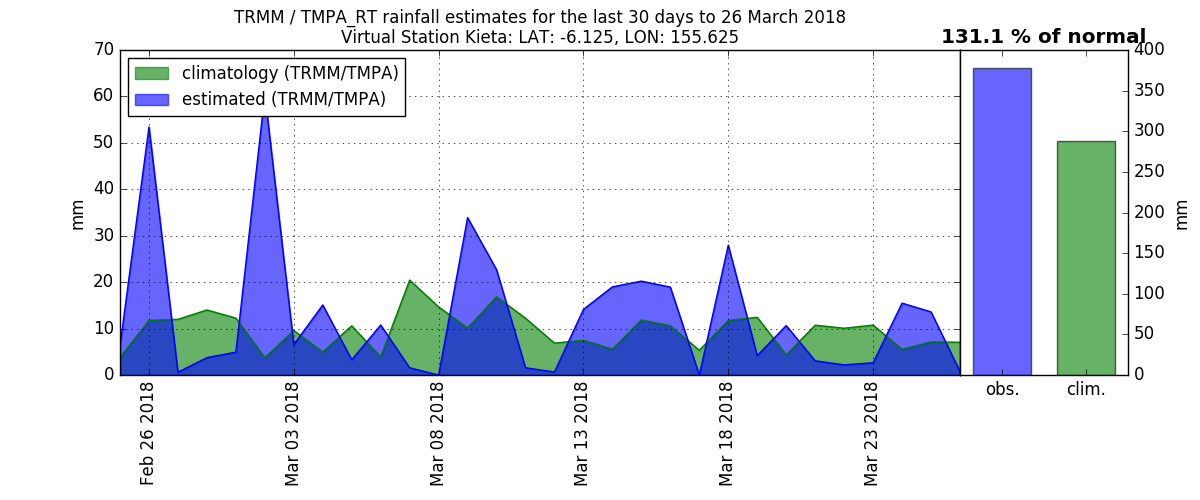 TRMM / TMPA_RT rainfall estimates for the last 30 days to 26 March 2018
Virtual Station Kieta: LAT: -6.125, LON: 155.625
131.1 % of normal
climatology (TRMM/TMPA)
estimated (TRMM/TMPA)
mm
70
60
50
40
30
20
10
0
Feb 26 2018
Mar 03 2018
Mar 08 2018
Mar 13 2018
Mar 18 2018
Mar 23 2018
obs.
clim.
400
350
300
250
200
150
100
50
0
mm